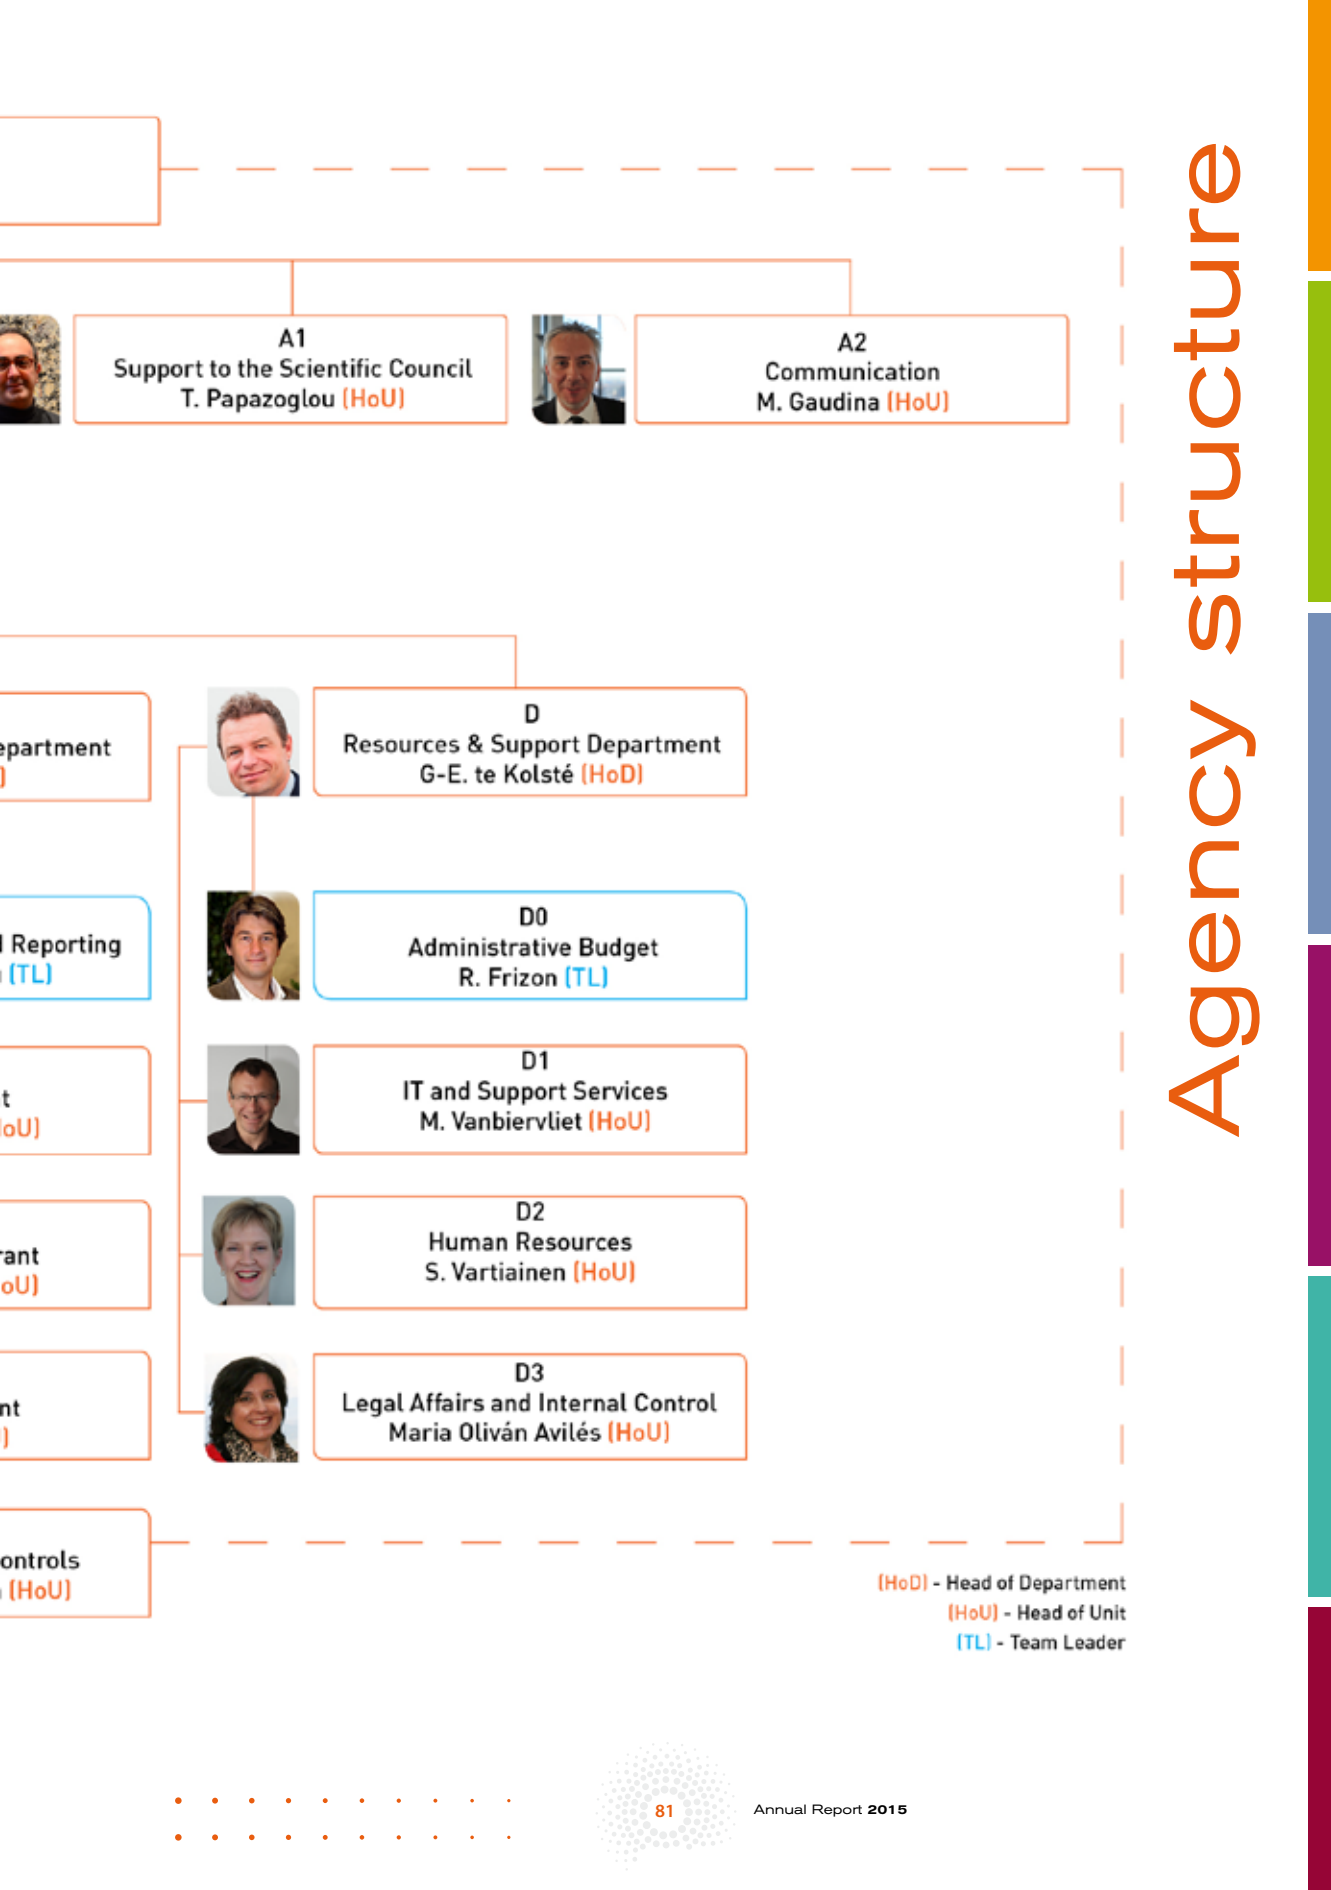 Agency structure
A1
Support to the Scientific Council
T. Papazoglou (HoU)
A2
Communication
M. Gaudina (HoU)
D
Resources & Support Department
G-E. te Kolsté (HoD)
D0
Administrative Budget
R. Frizon (TL)
Reporting
(TL)
D1
IT and Support Services
M. Vanbiervliet (HoU)
D2
Human Resources
S. Vartiainen (HoU)
D3
Legal Affairs and Internal Control
Maria Oliván Avilés (HoU)
(HoU)
(HoD) - Head of Department
(HoU) - Head of Unit
(TL) - Team Leader
81
Annual Report 2015